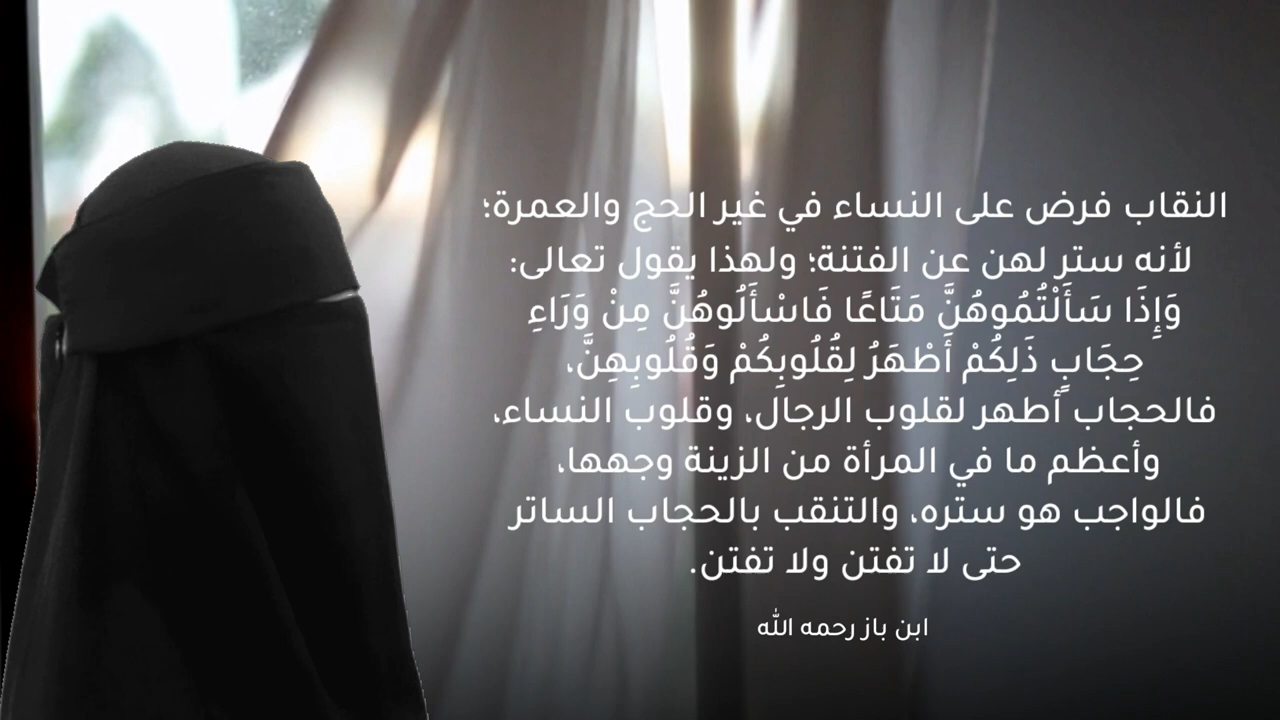 النقاب فرض على النساء في غير الحج والعمرة؛
لأنه ستر لهن عن الفتنة؛ ولهذا يقول تعالى:
وَإِذَا سَأَلْتُمُوهُنَّ مَتَاعًا فَاسْأَلُوهُنَّ مِنْ وَرَاءِ
حِجَابٍ ذَلِكُمْ أَطْهَرُ لِقُلُوبِكُمْ وَقُلُوبِهِنَّ،
فالحجاب أطهر لقلوب الرجال، وقلوب النساء،
وأعظم ما في المرأة من الزينة وجهها،
فالواجب هو ستره، والتنقب بالحجاب الساتر
حتى لا تفتن ولا تفتن.
ابن باز رحمه الله